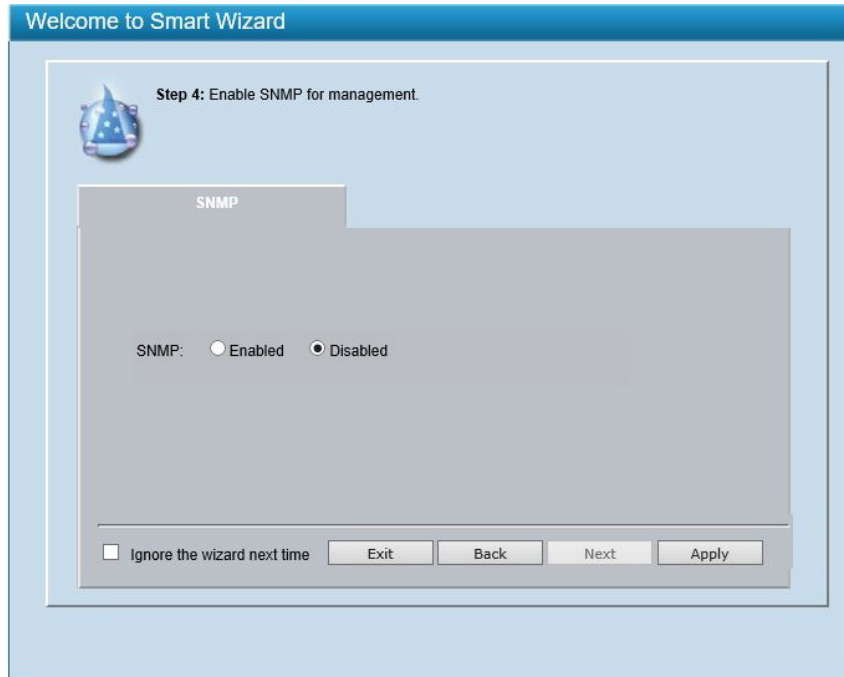 Welcome to Smart Wizard
Step 4: Enable SNMP for management.
SNMP
SNMP: Enabled Disabled
Ignore the wizard next time Exit Back Next Apply